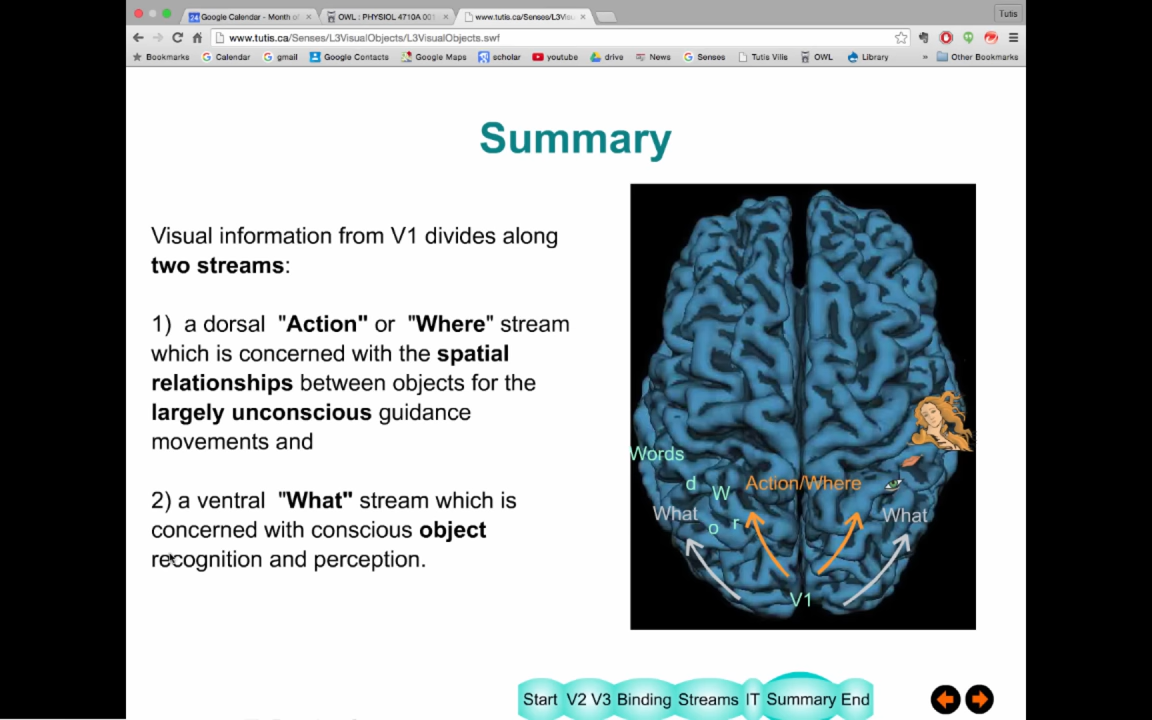 24 Google Calendar - Month of
OWL : PHYSIOL 4710A 001
www.tutis.ca/Senses/L3Visu
Tutis
www.tutis.ca/Senses/L3VisualObjects/L3VisualObjects.swf
Bookmarks Calendar gmail Google Contacts Google Maps scholar youtube drive News Senses Tutis Vilis OWL Library » Other Bookmarks
Summary
Visual information from V1 divides along
two streams:
1) a dorsal "Action" or "Where" stream
which is concerned with the spatial
relationships between objects for the
largely unconscious guidance
movements and
2) a ventral "What" stream which is
concerned with conscious object
recognition and perception.
Words
d
W
Action/Where
What
o
r
What
V1
Start V2 V3 Binding Streams IT Summary End